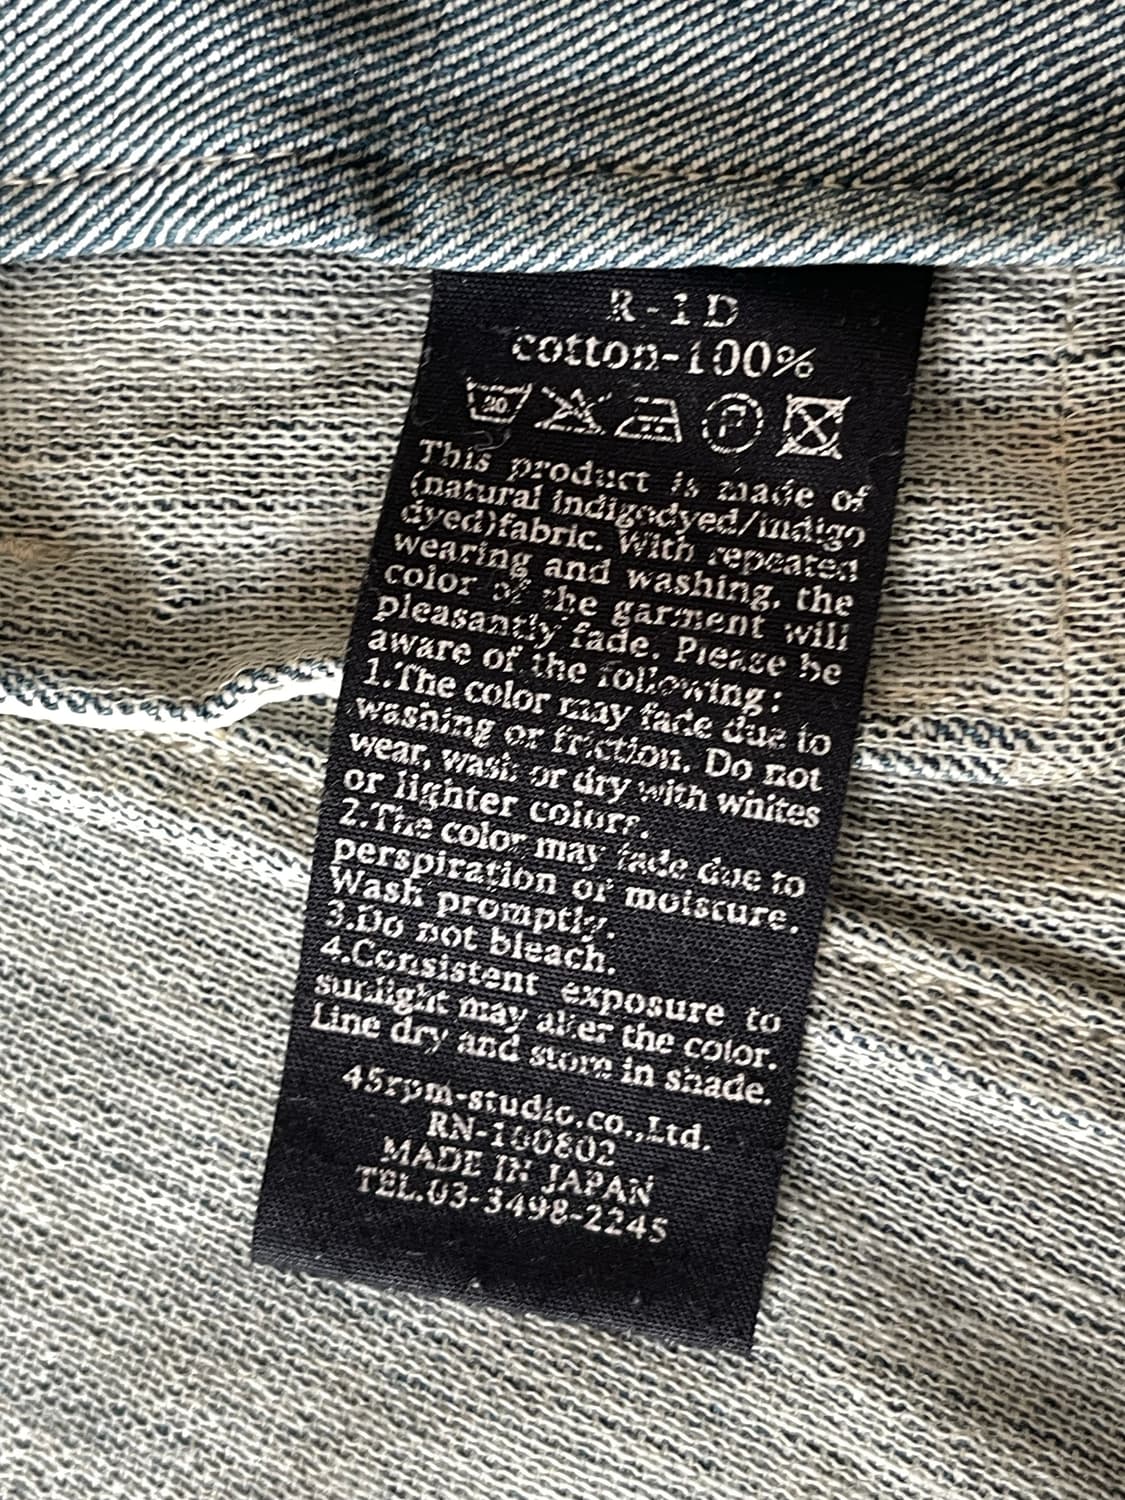 R-1D
cotton-100%
30 P
This product is made of
(natural indigodyed/indigo
dyed)fabric. With repeated
wearing and washing, the
color of the garment will
pleasantly fade. Please be
aware of the following:
1.The color may fade due to
washing or friction. Do not
wear, wash or dry with whites
or lighter colors.
2.The color may fade due to
perspiration or moisture.
Wash promptly.
3.Do not bleach.
4.Consistent exposure to
sunlight may alter the color.
Line dry and store in shade.
45rpm-studio.co.,Ltd.
RN-100802
MADE IN JAPAN
TEL.03-3498-2245